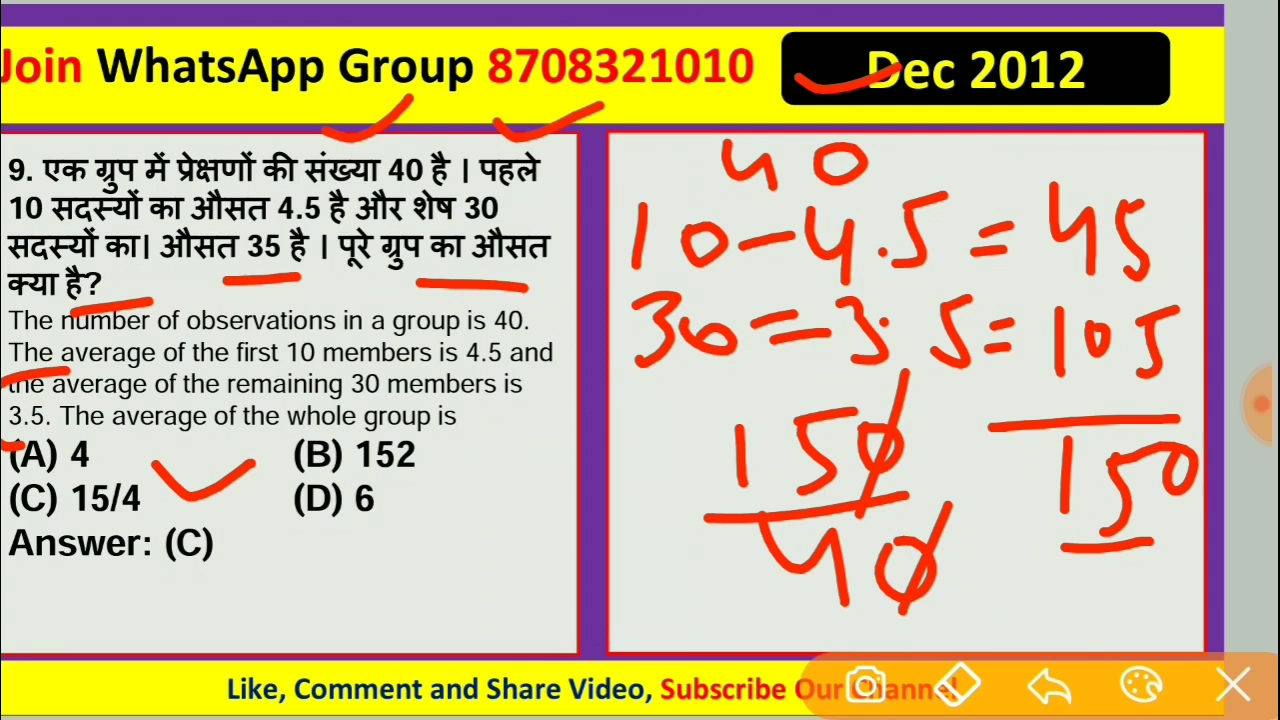 Join WhatsApp Group 8708321010
Dec 2012
9. एक ग्रुप में प्रेक्षणों की संख्या 40 है । पहले
10 सदस्यों का औसत 4.5 है और शेष 30
सदस्यों का। औसत 35 है । पूरे ग्रुप का औसत
क्या है?
The number of observations in a group is 40.
The average of the first 10 members is 4.5 and
the average of the remaining 30 members is
3.5. The average of the whole group is
(A) 4 (B) 152
(C) 15/4 (D) 6
Answer: (C)
40
10-4.5=45
30=3.5=105
150
150
40
Like, Comment and Share Video, Subscribe Our Channel